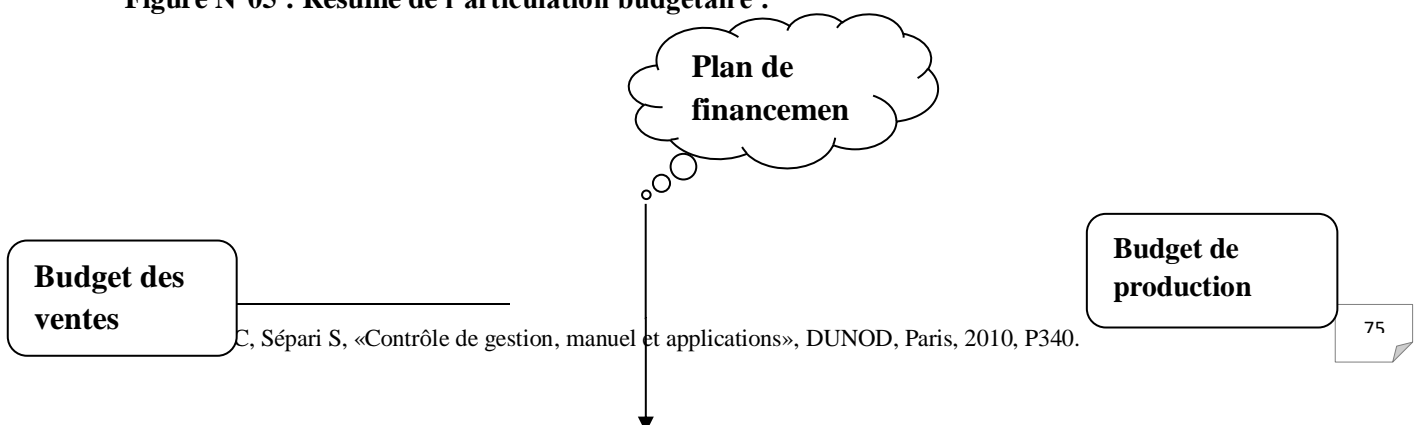 Figure N°05 : Résumé de l'articulation budgétaire :
Plan de
financemen
Budget des
ventes
Budget de
production
C, Sépari S, «Contrôle de gestion, manuel et applications», DUNOD, Paris, 2010, P340.
75